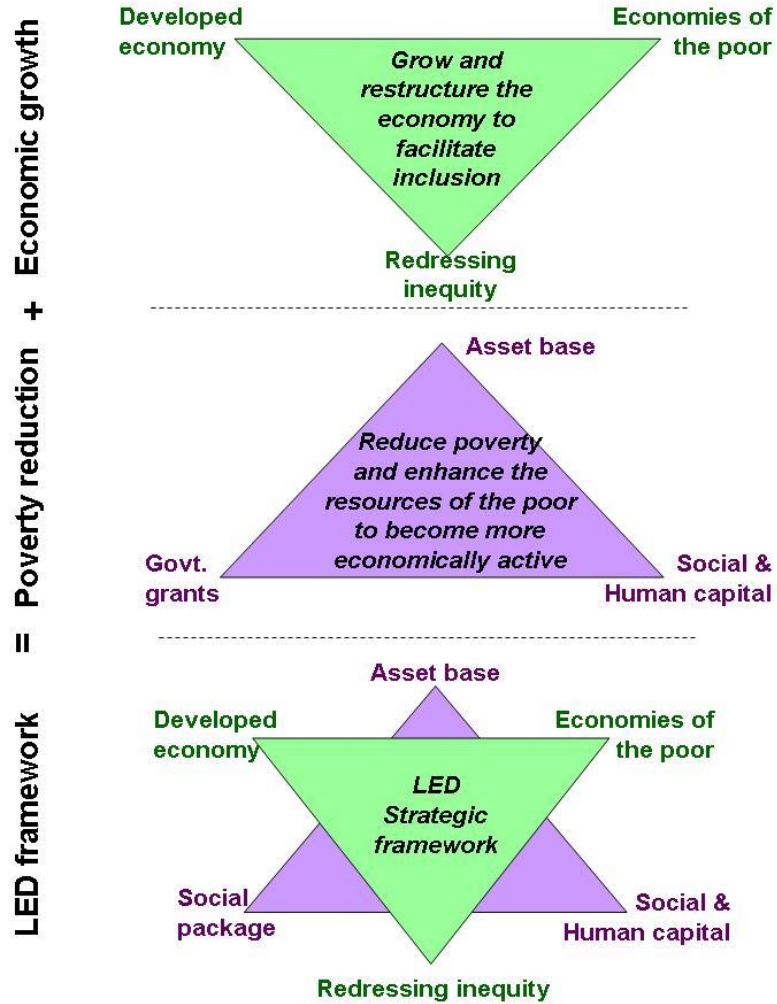 Economic growth
+
Poverty reduction
=
LED framework
Developed
economy
Economies of
the poor
Grow and
restructure the
economy to
facilitate
inclusion
Redressing
inequity
Asset base
Reduce poverty
and enhance the
resources of the poor
to become more
economically active
Govt.
grants
Social &
Human capital
Asset base
Developed
economy
Economies of
the poor
LED
Strategic
framework
Social
package
Social &
Human capital
Redressing inequity